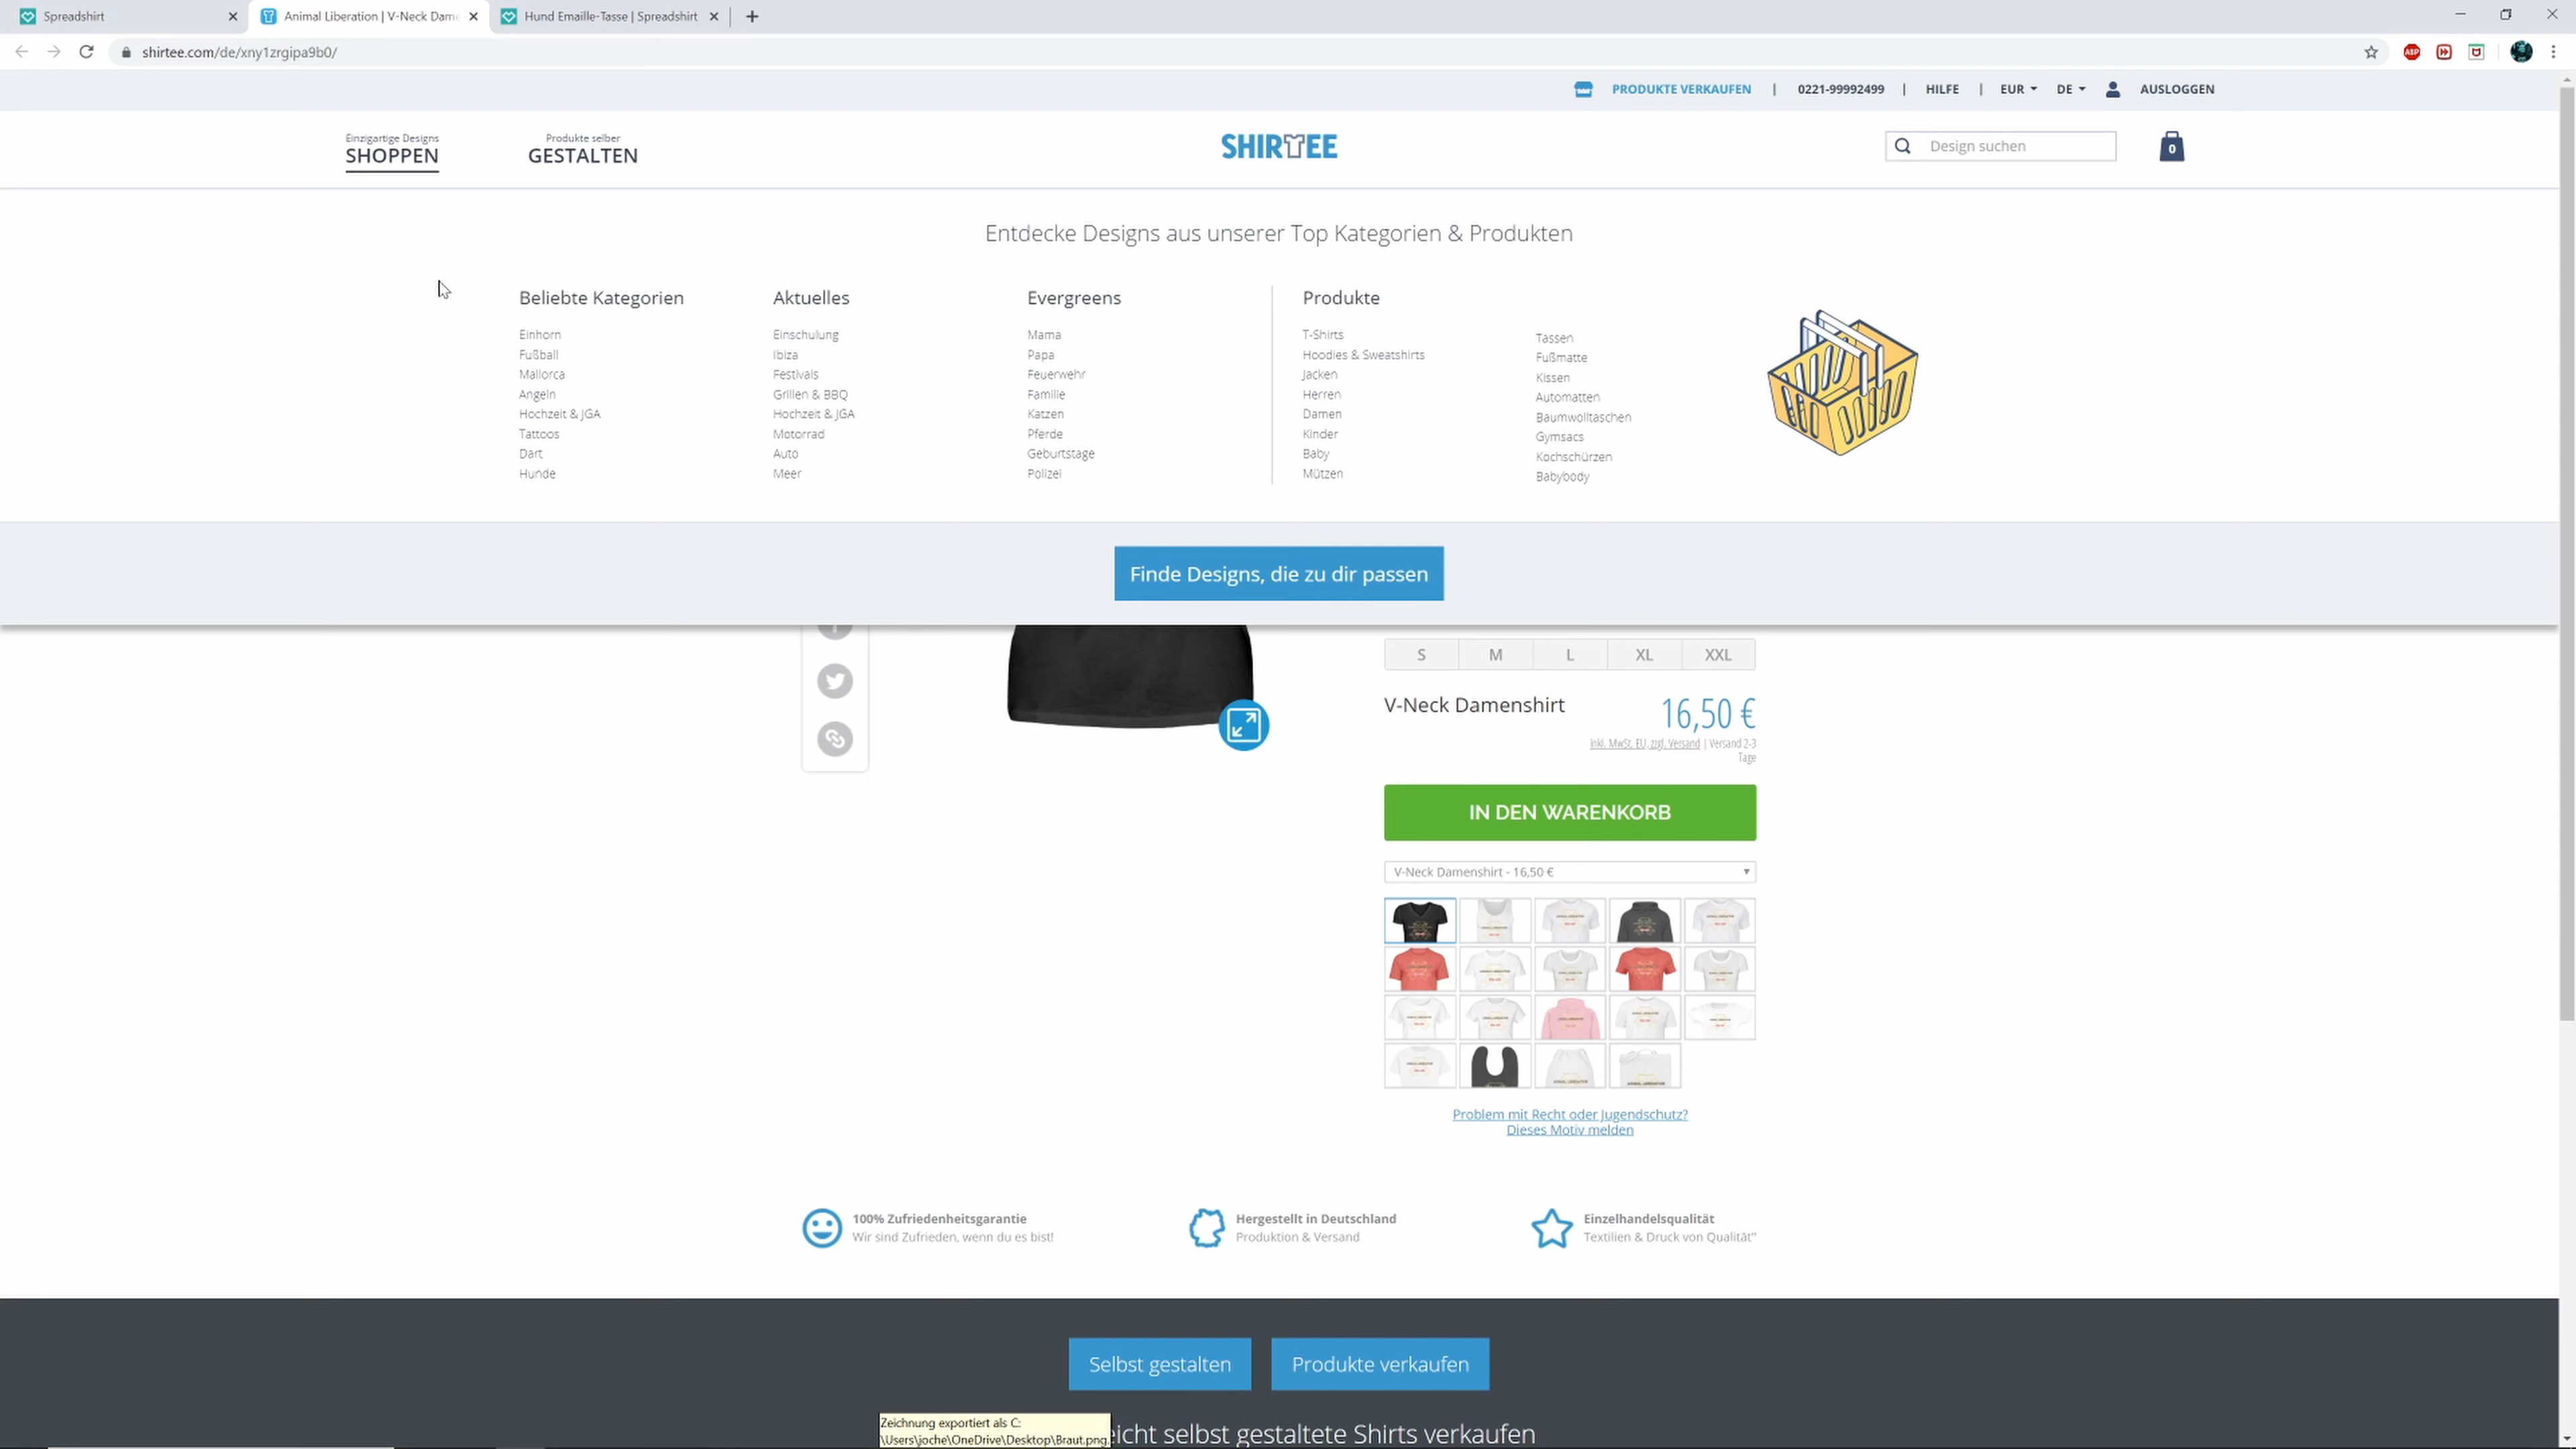 Spreadshirt
Animal Liberation | V-Neck Dam
Hund Emaille-Tasse | Spreadshirt
shirtee.com/de/xny1zrgipa9b0/
ABP
PRODUKTE VERKAUFEN | 0221-99992499 | HILFE | EUR DE AUSLOGGEN
Einzigartige Designs
SHOPPEN
Produkte selber
GESTALTEN
SHIRTEE
Design suchen
0
Entdecke Designs aus unserer Top Kategorien & Produkten
Beliebte Kategorien
Einhorn
Fußball
Mallorca
Angeln
Hochzeit & JGA
Tattoos
Dart
Hunde
Aktuelles
Einschulung
Ibiza
Festivals
Grillen & BBQ
Hochzeit & JGA
Motorrad
Auto
Meer
Evergreens
Mama
Papa
Feuerwehr
Familie
Katzen
Pferde
Geburtstage
Polizei
Produkte
T-Shirts
Hoodies & Sweatshirts
Jacken
Herren
Damen
Kinder
Baby
Mützen
Tassen
Fußmatte
Kissen
Automatten
Baumwolltaschen
Gymsacs
Kochschürzen
Babybody
Finde Designs, die zu dir passen
S M L XL XXL
V-Neck Damenshirt
16,50 €
inkl. MwSt. EU, zzgl. Versand | Versand 2-3
Tage
IN DEN WARENKORB
V-Neck Damenshirt - 16,50 €
Problem mit Recht oder Jugendschutz?
Dieses Motiv melden
100% Zufriedenheitsgarantie
Wir sind Zufrieden, wenn du es bist!
Hergestellt in Deutschland
Produktion & Versand
Einzelhandelsqualität
Textilien & Druck von Qualität"
Selbst gestalten
Produkte verkaufen
Zeichnung exportiert als C:
\Users\joche\OneDrive\Desktop\Braut.png
eicht selbst gestaltete Shirts verkaufen